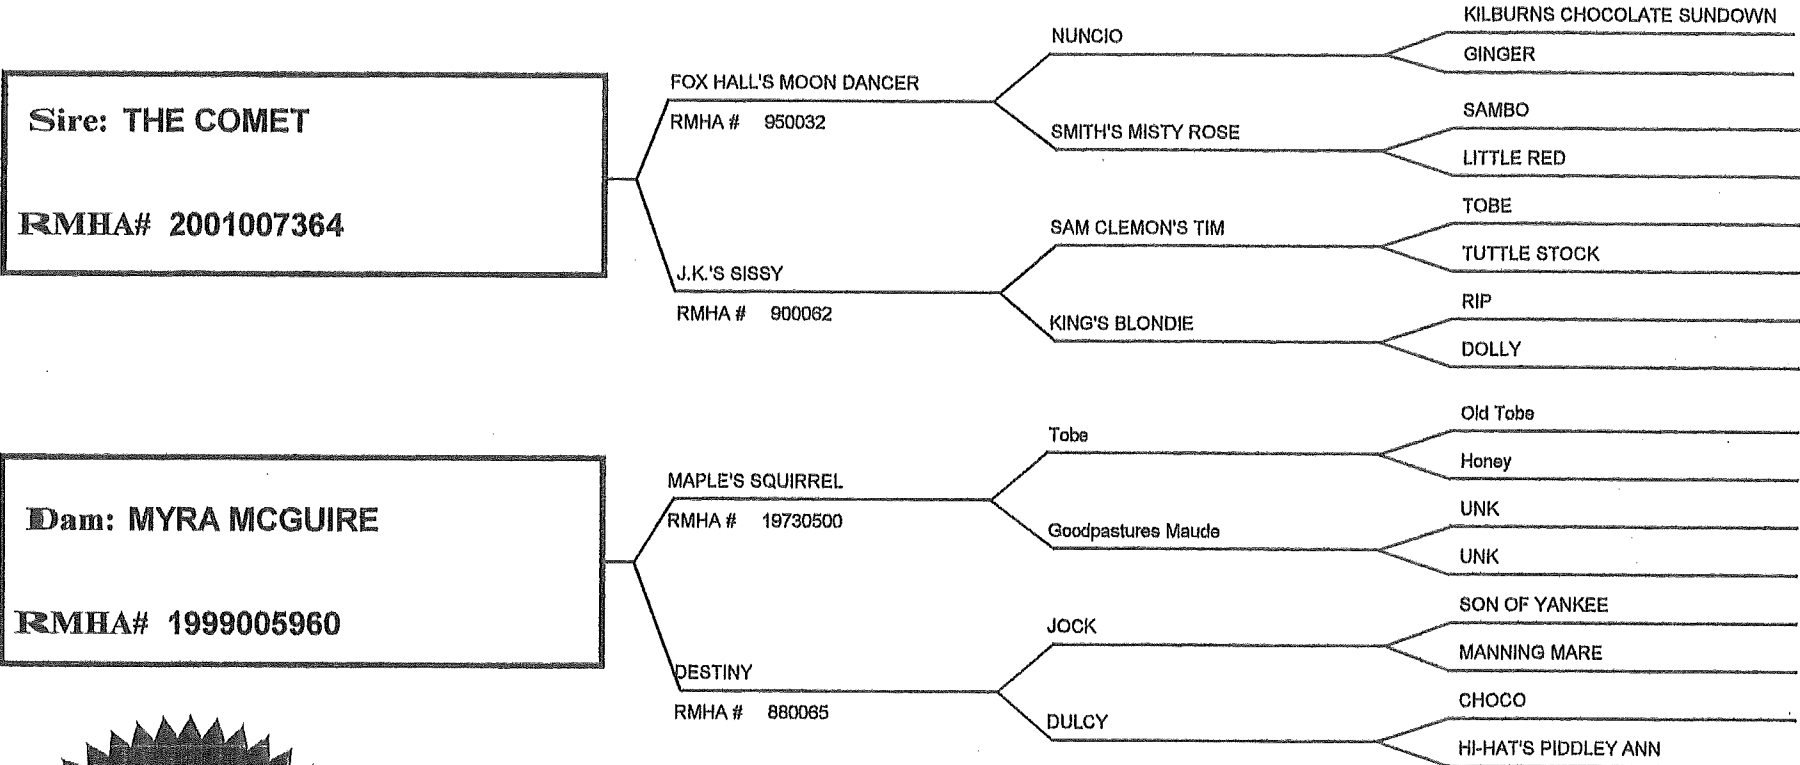 KILBURNS CHOCOLATE SUNDOWN
NUNCIO
GINGER
FOX HALL'S MOON DANCER
Sire: THE COMET
SAMBO
RMHA # 950032
SMITH'S MISTY ROSE
LITTLE RED
TOBE
RMHA# 2001007364
SAM CLEMON'S TIM
TUTTLE STOCK
J.K.'S SISSY
RIP
RMHA # 900062
KING'S BLONDIE
DOLLY
Old Tobe
Tobe
Honey
MAPLE'S SQUIRREL
UNK
Dam: MYRA MCGUIRE
RMHA # 19730500
Goodpastures Maude
UNK
SON OF YANKEE
RMHA# 1999005960
JOCK
MANNING MARE
DESTINY
CHOCO
RMHA # 880065
DULCY
HI-HAT'S PIDDLEY ANN